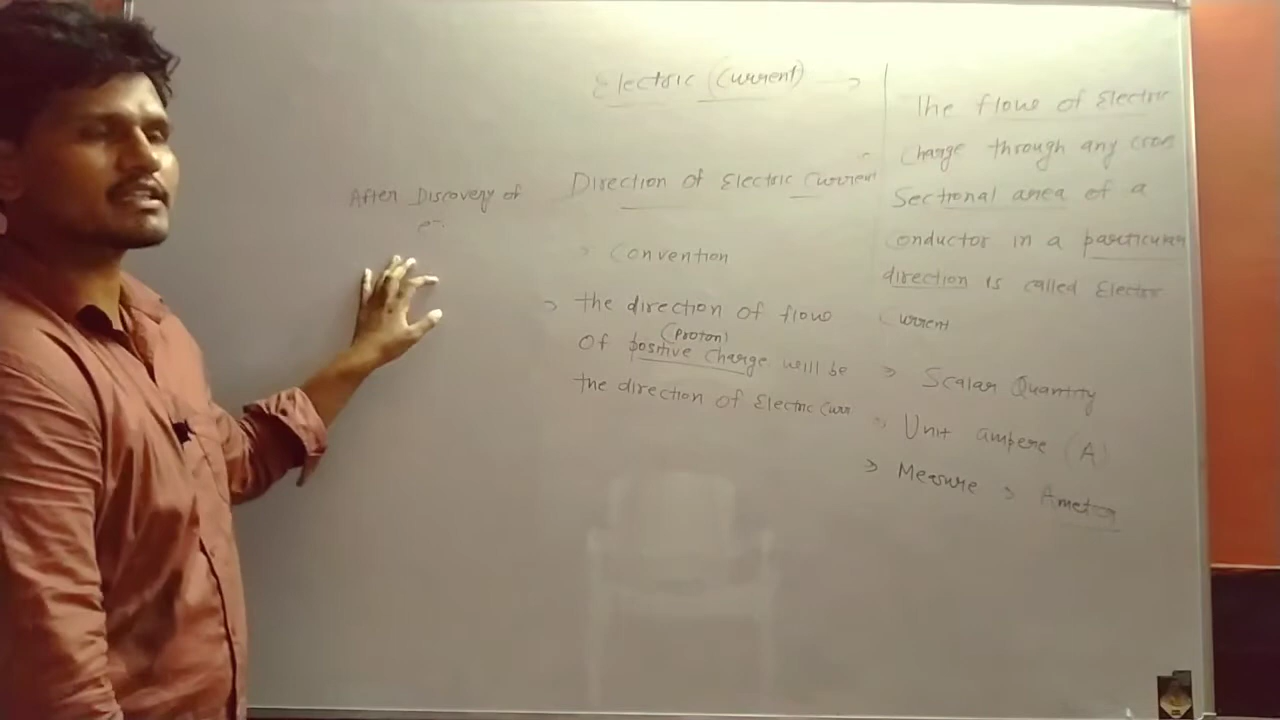 Electric (Current) →
The flow of Electric
Charge through any cross
Sectional area of a
Conductor in a particular
direction is called Electric
Current
⇒ Scalar Quantity
⇒ Unit ampere (A)
⇒ Measure → Ameter
Direction of Electric Current
→ Convention
→ the direction of flow
(Proton)
of positive charge will be
the direction of Electric Curr
After Discovery of
e-